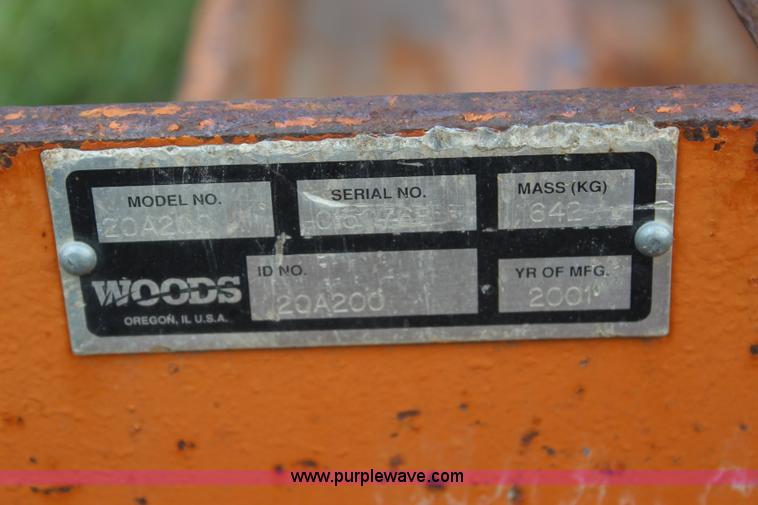 MODEL NO.
20A200
SERIAL NO.
MASS (KG)
642
WOODS
OREGON, IL U.S.A.
ID NO.
20A200
YR OF MFG.
2001
www.purplewave.com